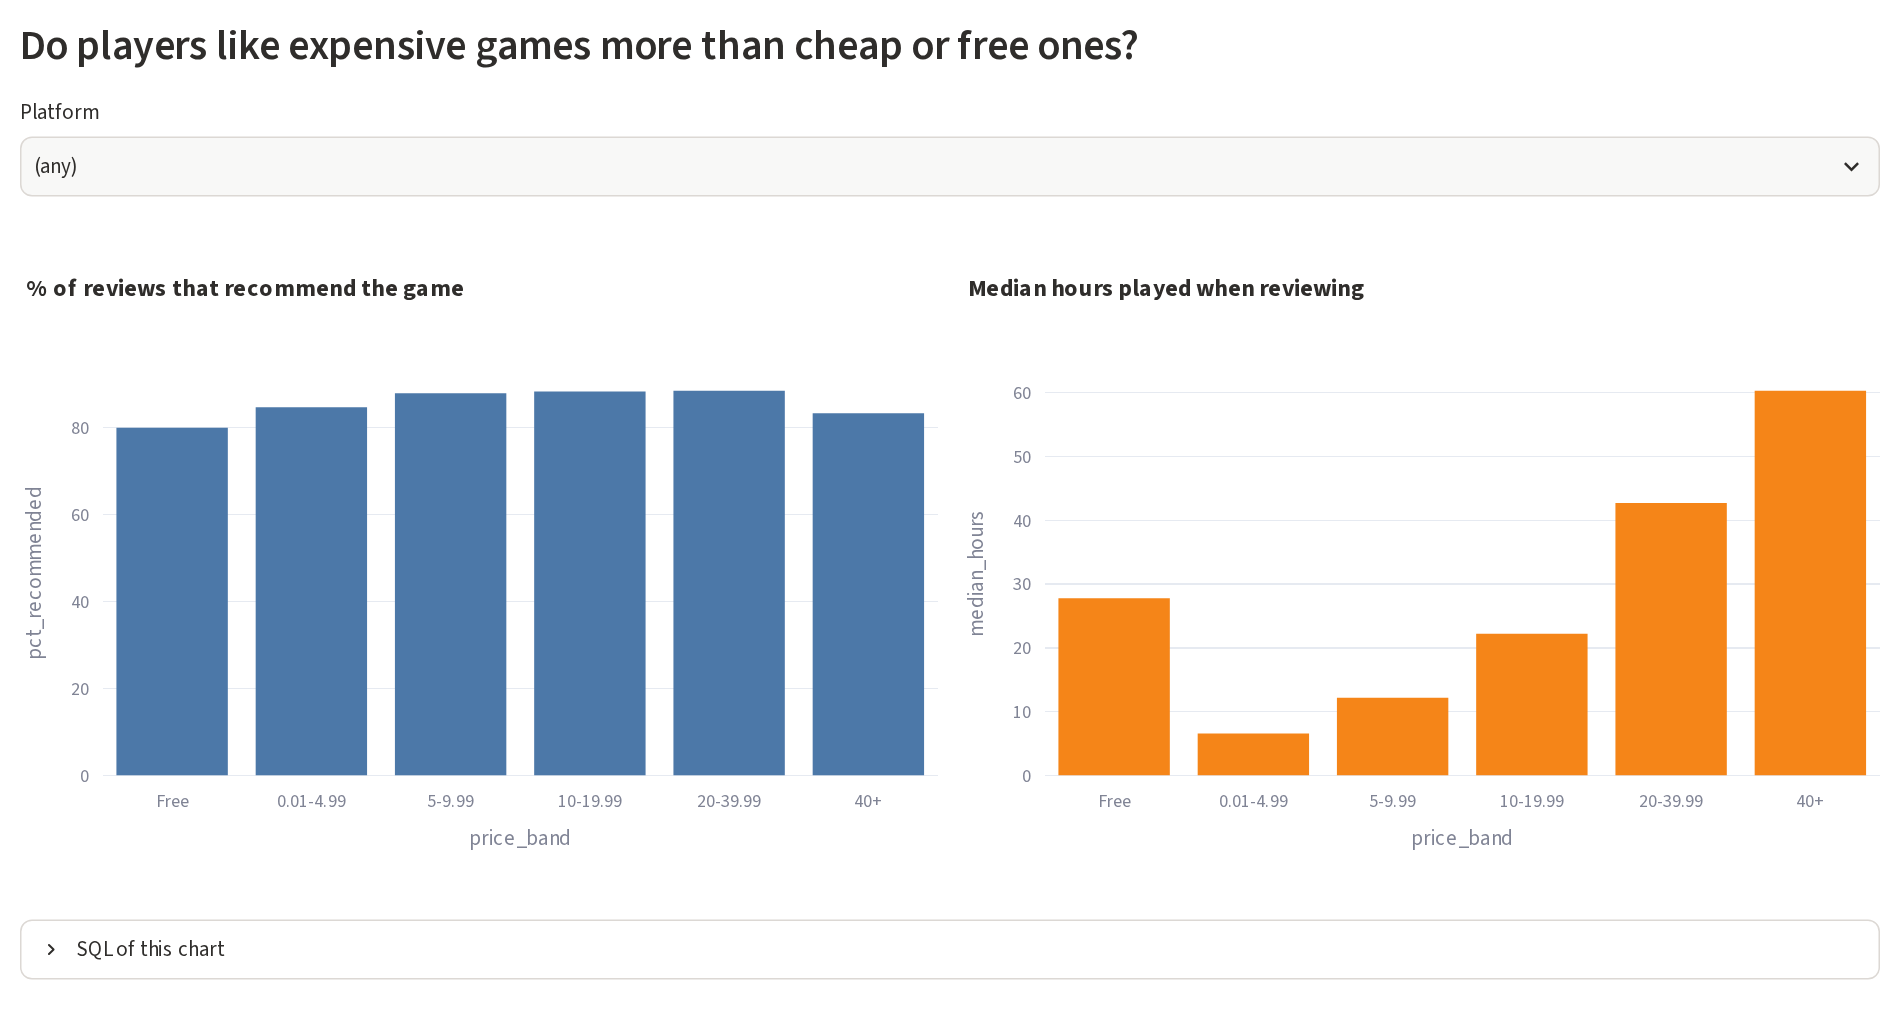 Do players like expensive games more than cheap or free ones?
Platform
(any)
% of reviews that recommend the game
80
60
40
20
0
pct_recommended
Free 0.01-4.99 5-9.99 10-19.99 20-39.99 40+
price_band
Median hours played when reviewing
60
50
40
30
20
10
0
median_hours
Free 0.01-4.99 5-9.99 10-19.99 20-39.99 40+
price_band
SQL of this chart